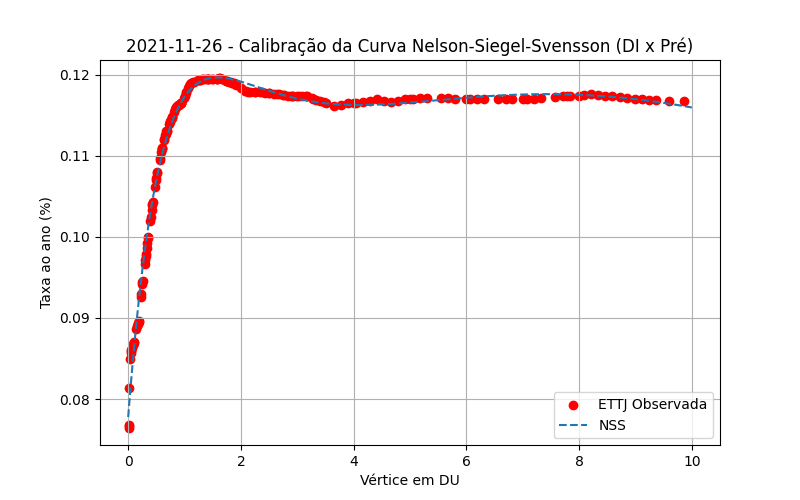 2021-11-26 - Calibração da Curva Nelson-Siegel-Svensson (DI x Pré)
0.12
0.11
0.10
0.09
0.08
Taxa ao ano (%)
ETTJ Observada
NSS
0 2 4 6 8 10
Vértice em DU